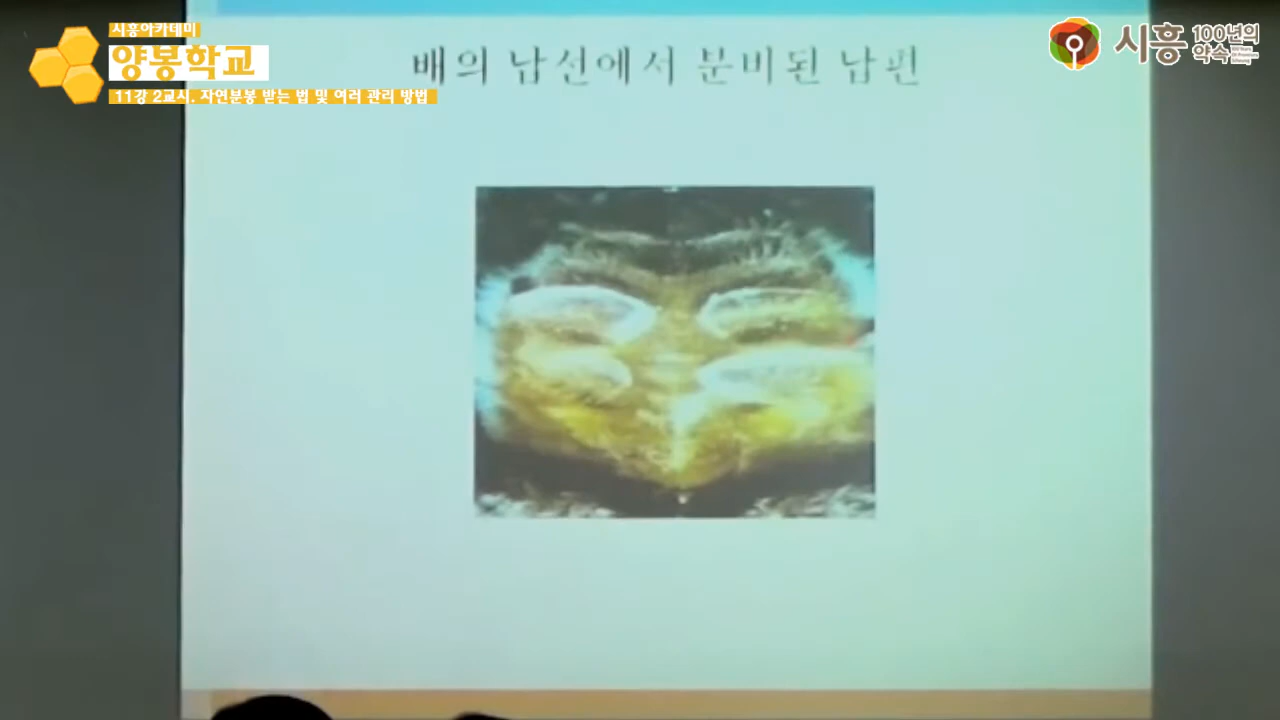 시흥아카데미
양봉학교
11강 2교시. 자연분봉 받는 법 및 여러 관리 방법
시흥
100년의
약속
배의 납선에서 분비된 납편